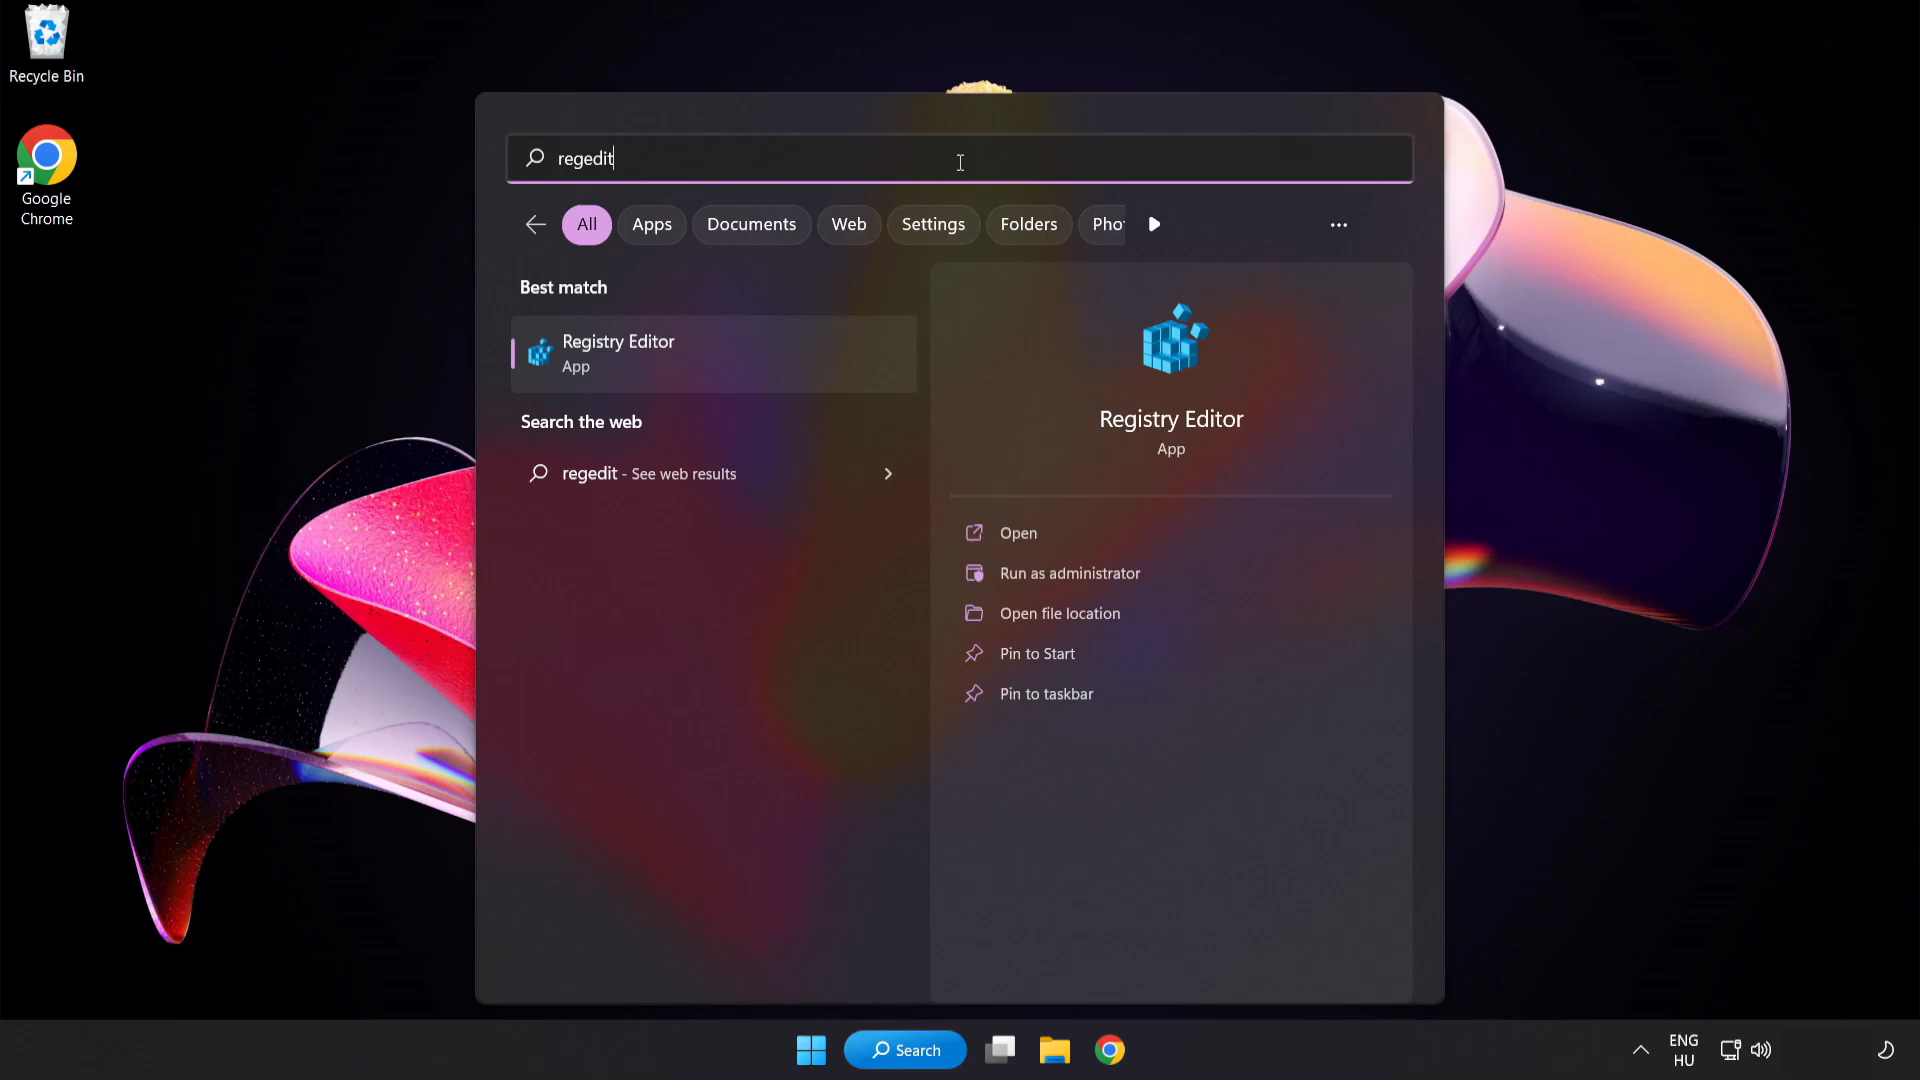 Recycle Bin
Google
Chrome
regedit
All
Apps
Documents
Web
Settings
Folders
Best match
Registry Editor
App
Search the web
regedit - See web results
Registry Editor
App
Open
Run as administrator
Open file location
Pin to Start
Pin to taskbar
Search
ENG
HU